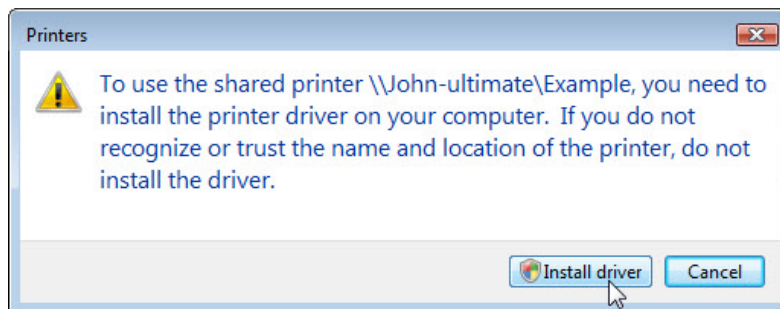 Printers
To use the shared printer \\John-ultimate\Example, you need to
install the printer driver on your computer.  If you do not
recognize or trust the name and location of the printer, do not
install the driver.
Install driver
Cancel